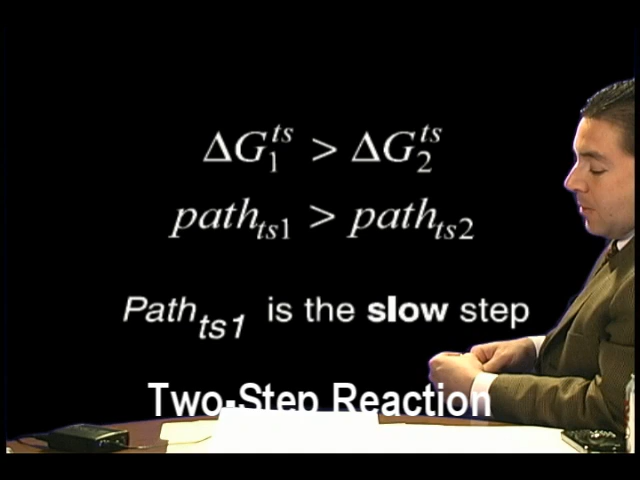 ΔG₁ᵗˢ > ΔG₂ᵗˢ
pathₜₛ₁ > pathₜₛ₂
Pathₜₛ₁ is the slow step
Two-Step Reaction